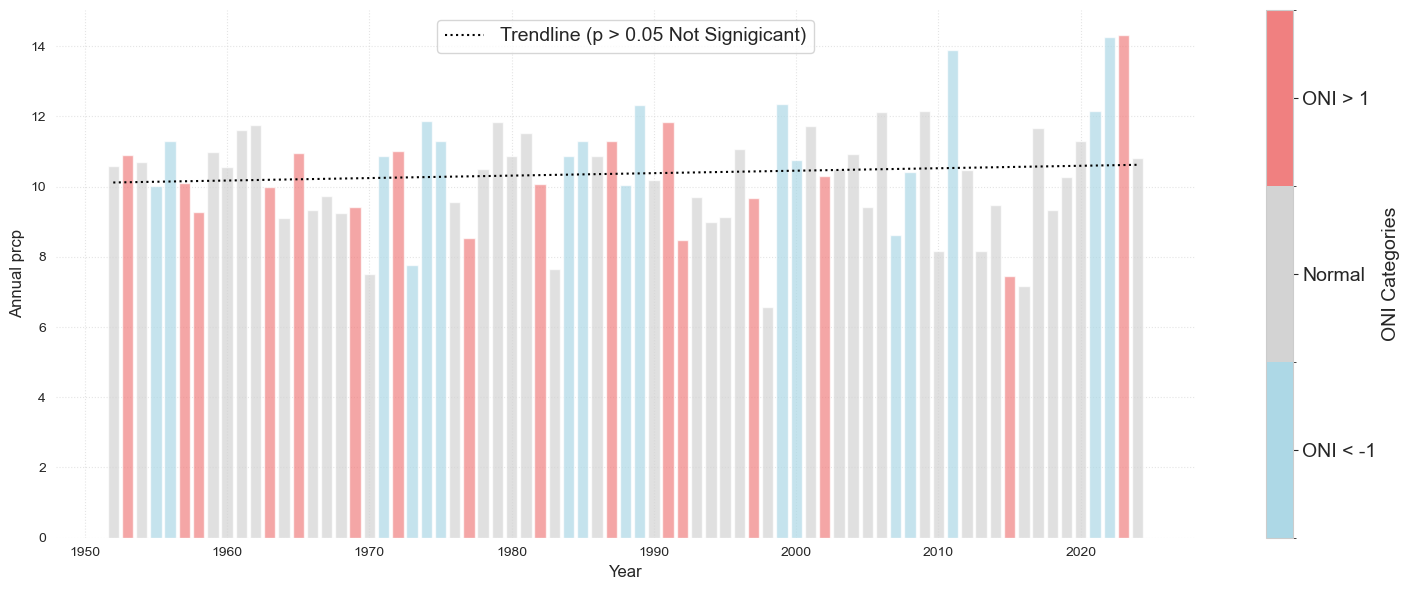 Trendline (p > 0.05 Not Signigicant)
14
12
10
8
6
4
2
0
Annual prcp
1950
1960
1970
1980
1990
2000
2010
2020
Year
ONI > 1
Normal
ONI < -1
ONI Categories